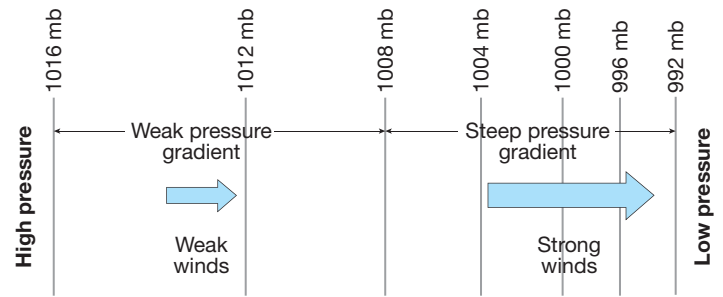 1016 mb
1012 mb
1008 mb
1004 mb
1000 mb
996 mb
992 mb
High pressure
Weak pressure
gradient
Steep pressure
gradient
Weak
winds
Strong
winds
Low pressure